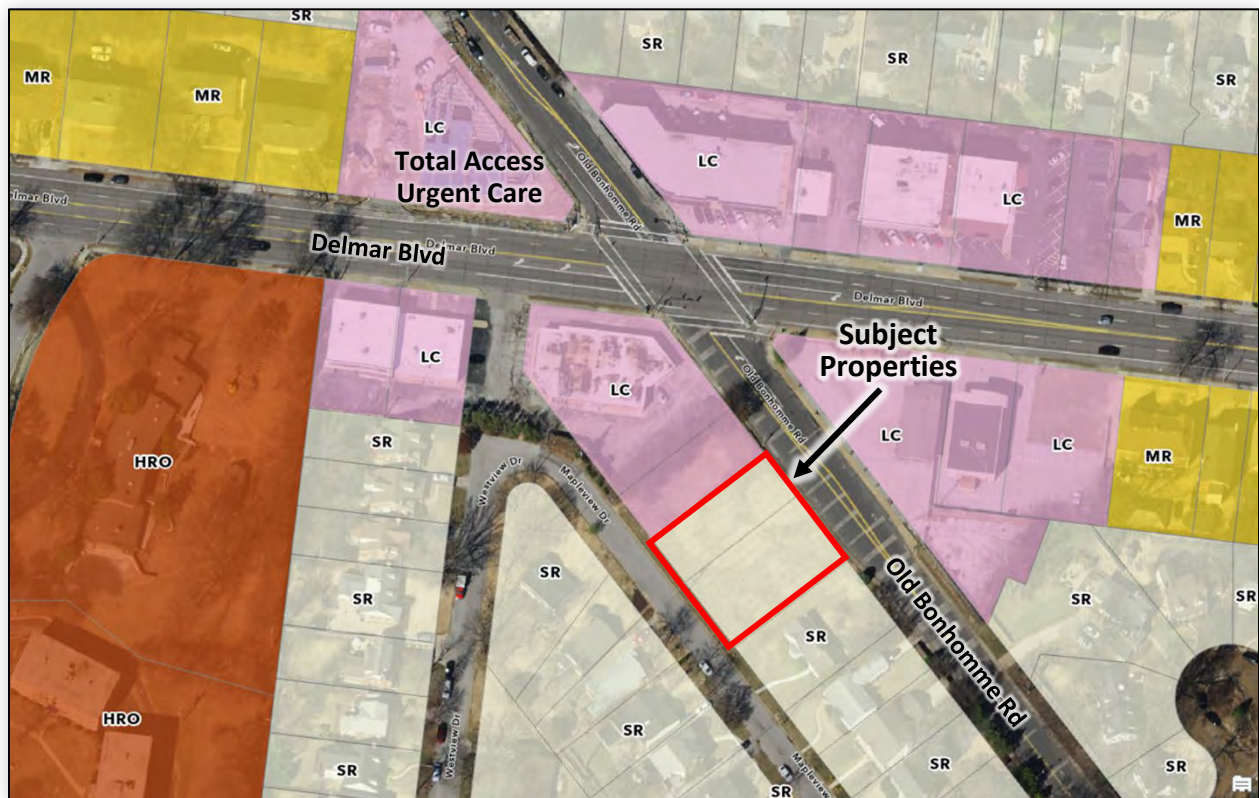 SR
SR
SR
SR
MR
MR
LC
Total Access
Urgent Care
Old Bonhomme Rd
LC
LC
MR
elmar Blvd
Delmar Blvd
Delmar Blvd
Delmar Blvd
Subject
Properties
LC
LC
Old Bonhomme Rd
LC
LC
MR
SR
HRO
Westview Dr
Mapleview Dr
SR
SR
SR
SR
SR
Old Bonhomme Rd
SR
HRO
Westview Dr
SR
SR
SR
SR
SR
Mapleview